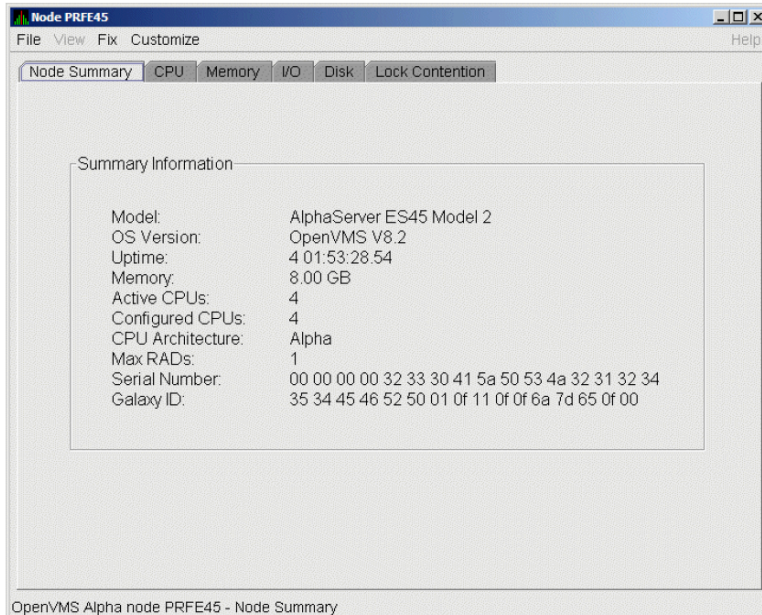 Node PRFE45
File View Fix Customize Help
Node Summary CPU Memory I/O Disk Lock Contention
Summary Information
Model: AlphaServer ES45 Model 2
OS Version: OpenVMS V8.2
Uptime: 4 01:53:28.54
Memory: 8.00 GB
Active CPUs: 4
Configured CPUs: 4
CPU Architecture: Alpha
Max RADs: 1
Serial Number: 00 00 00 00 32 33 30 41 5a 50 53 4a 32 31 32 34
Galaxy ID: 35 34 45 46 52 50 01 0f 11 0f 0f 6a 7d 65 0f 00
OpenVMS Alpha node PRFE45 - Node Summary